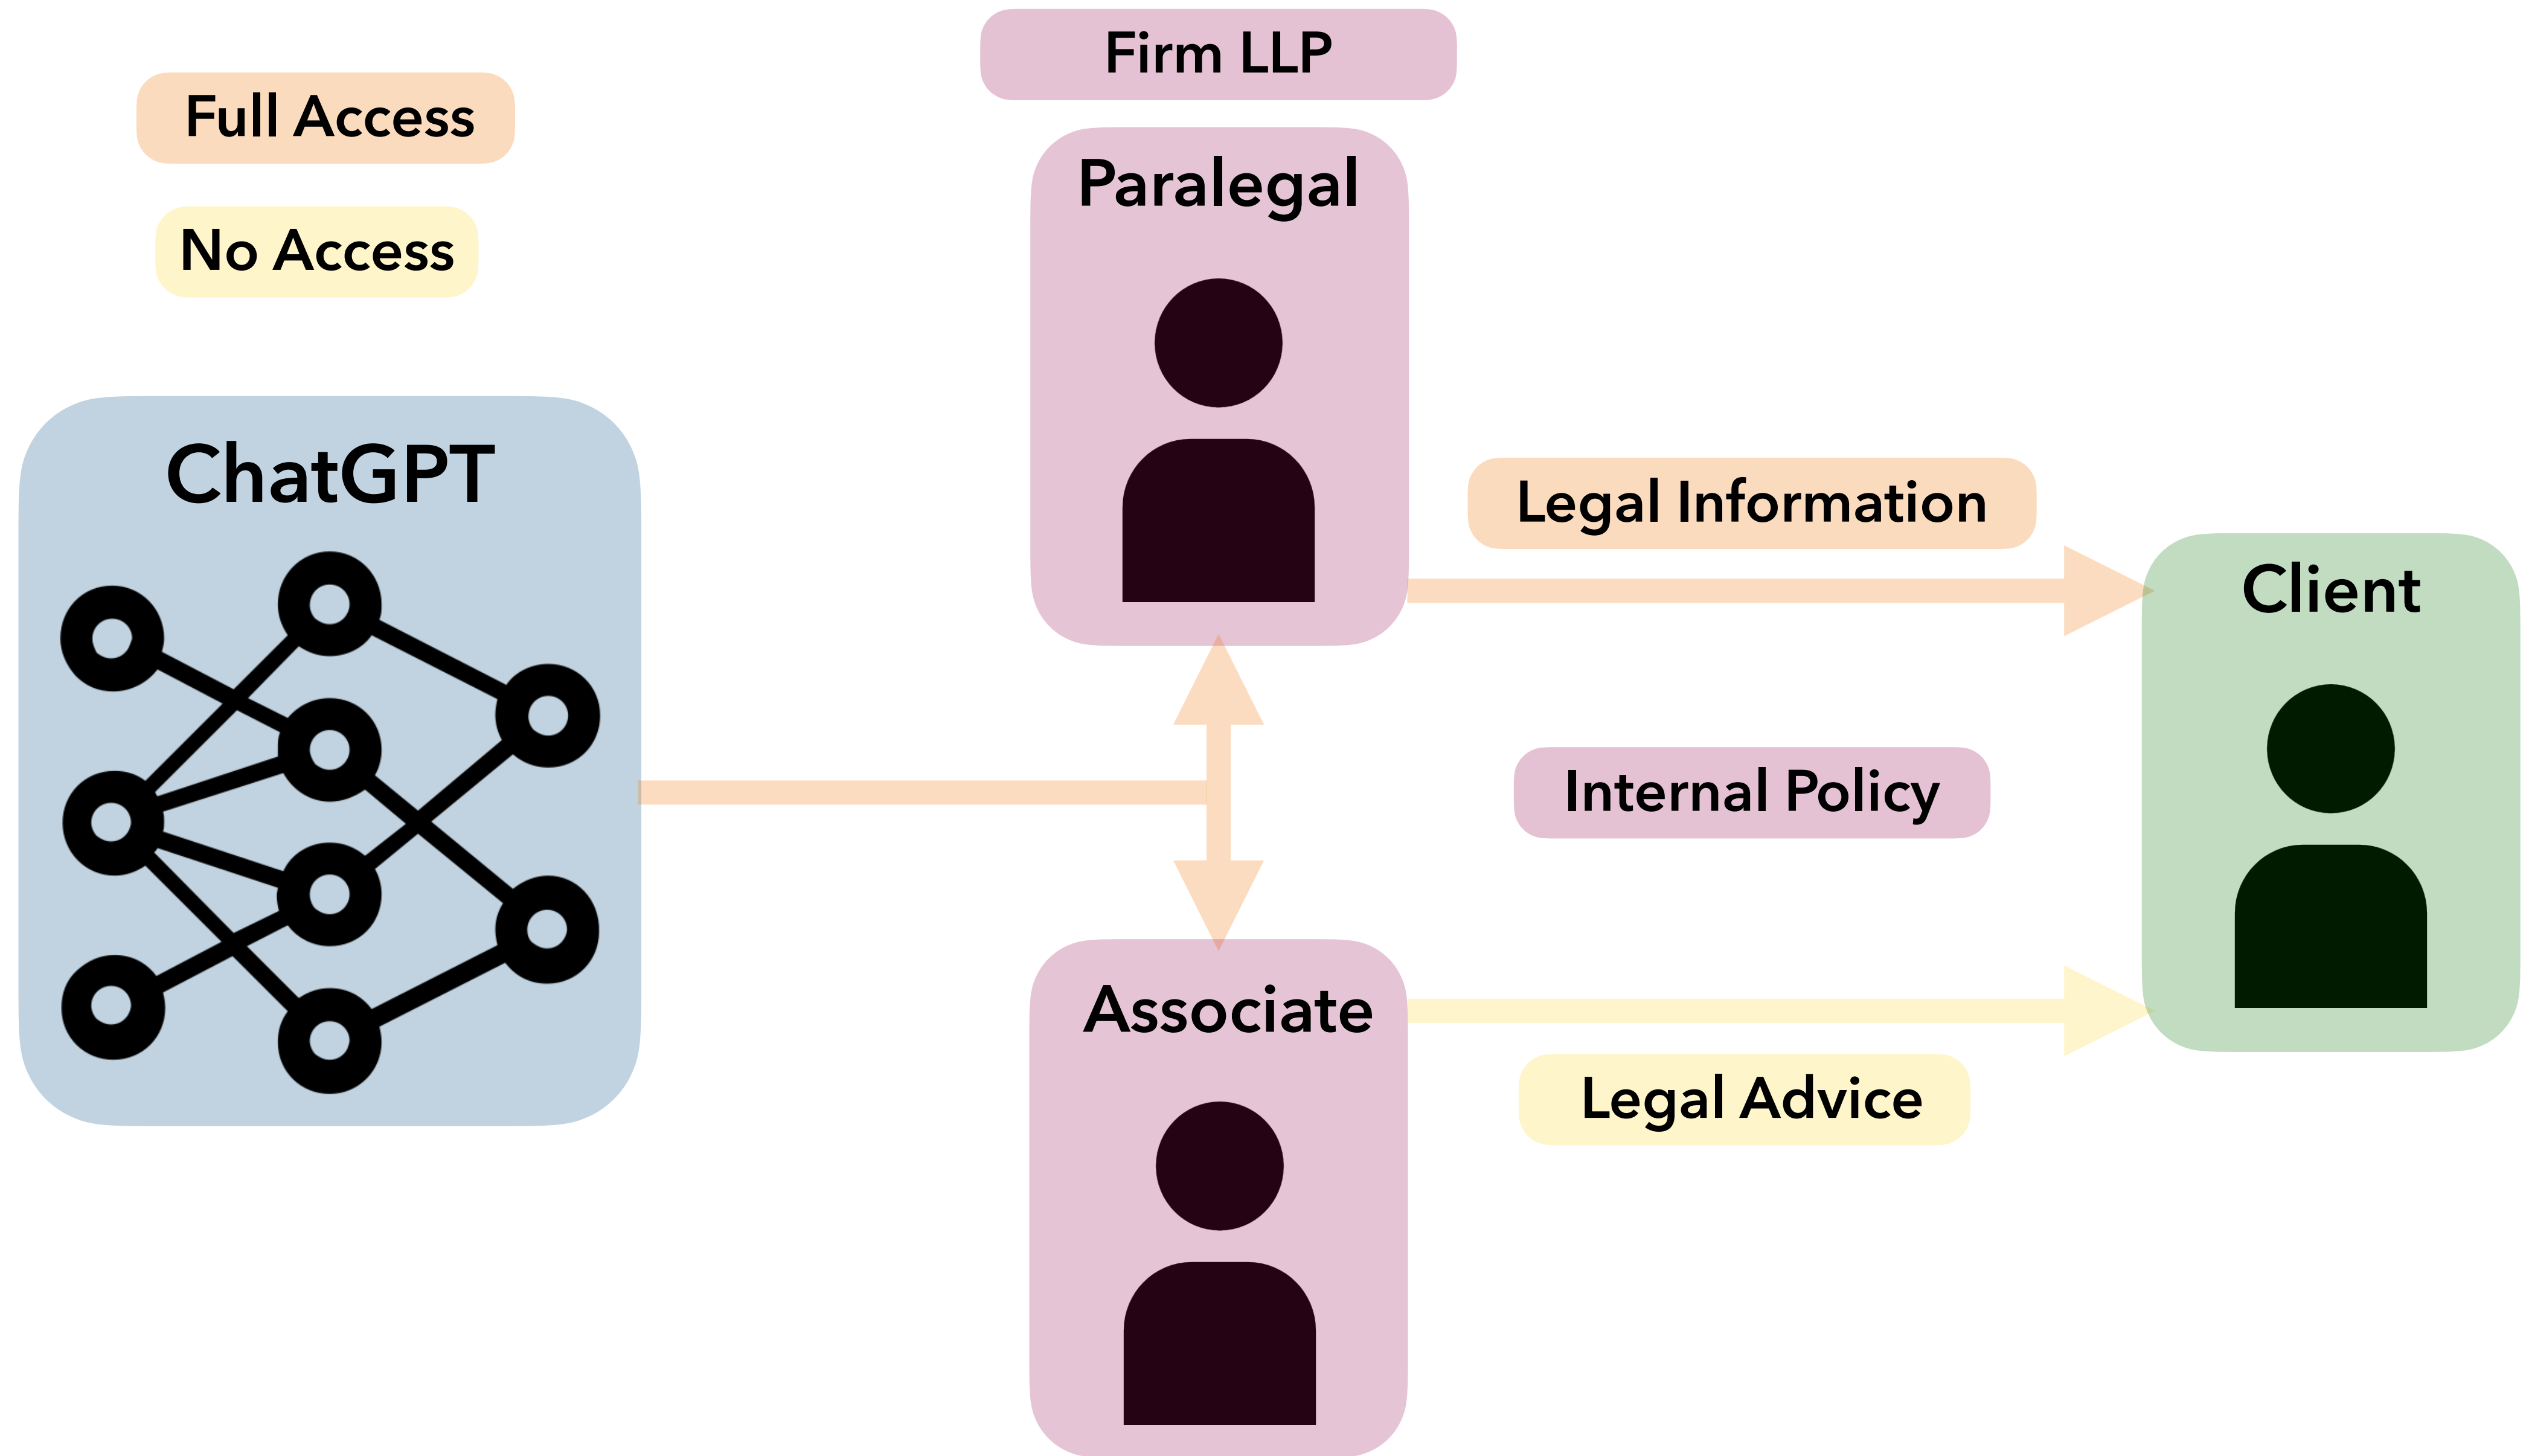 Firm LLP
Full Access
No Access
Paralegal
ChatGPT
Legal Information
Client
Internal Policy
Associate
Legal Advice